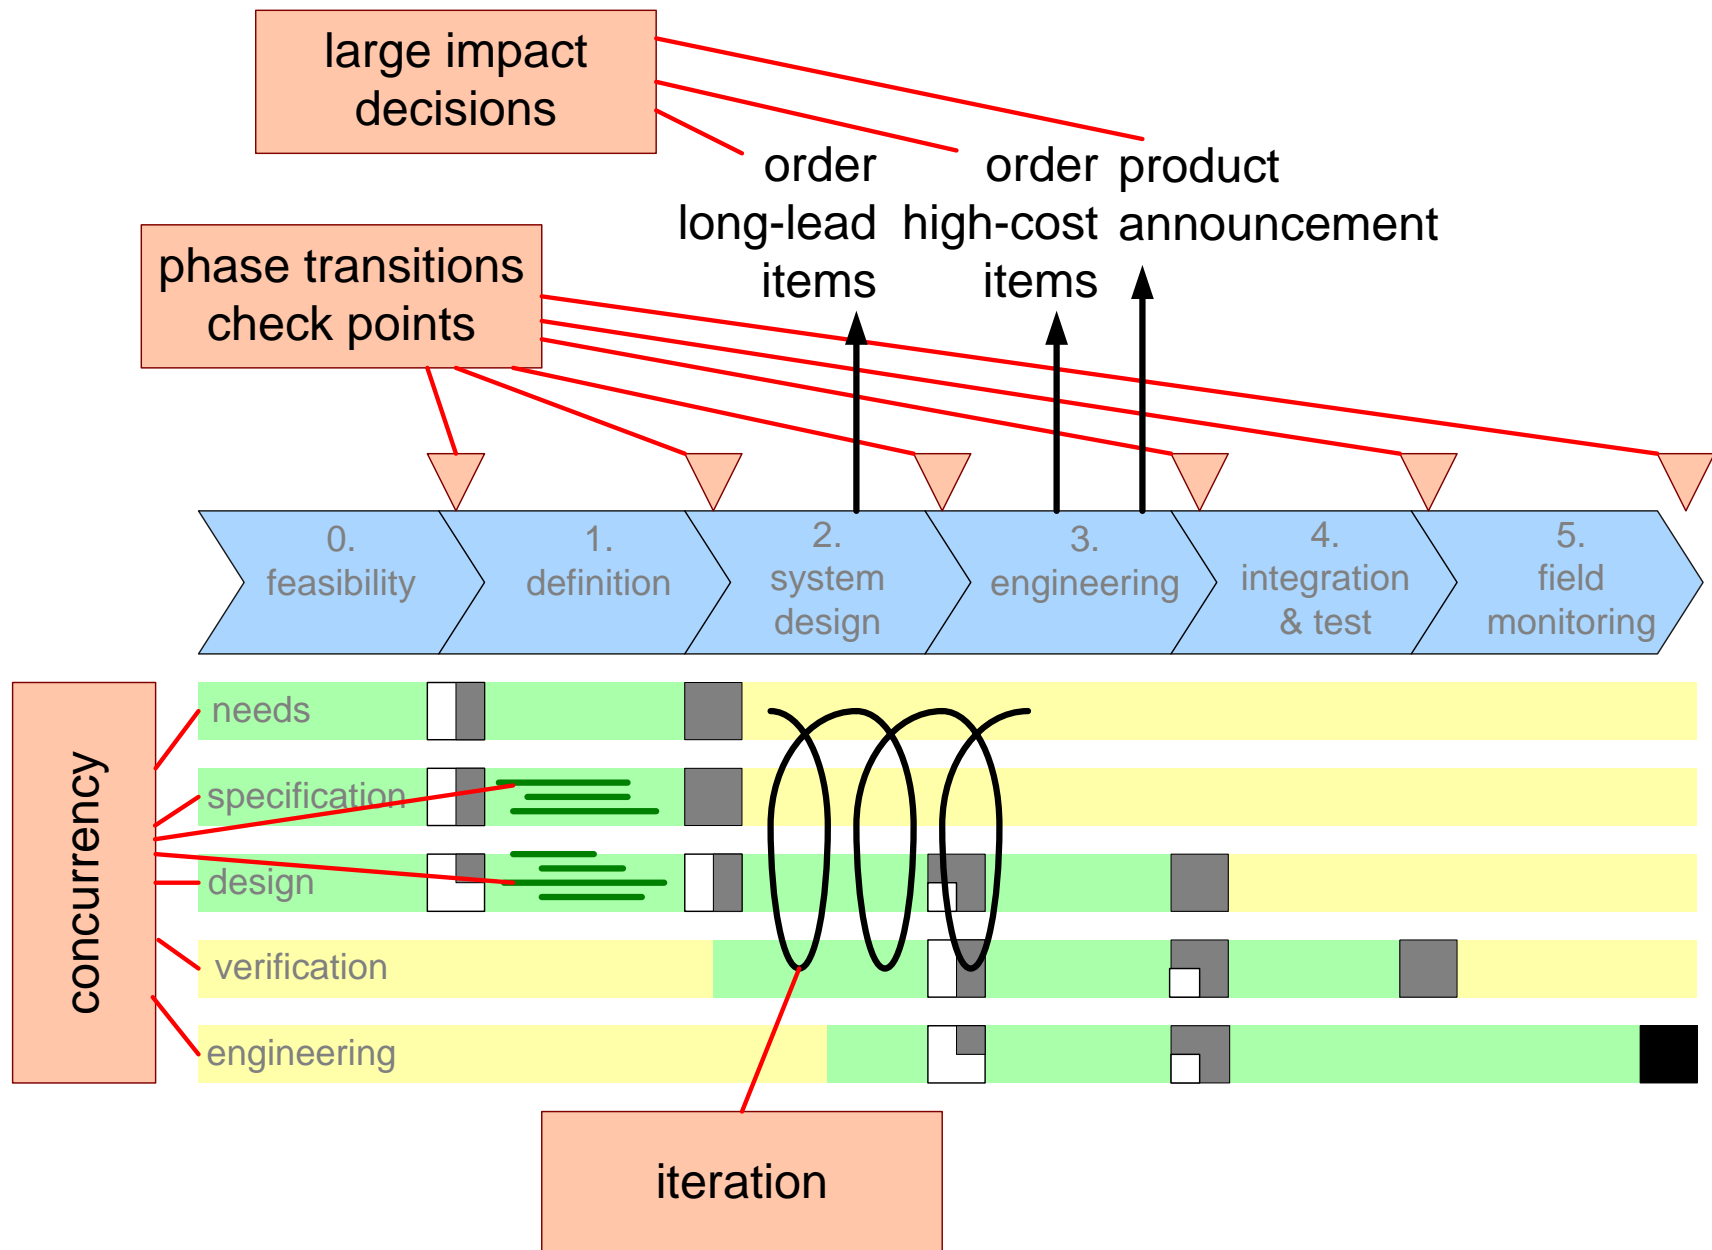 large impact
decisions
order
long-lead
items
order
high-cost
items
product
announcement
phase transitions
check points
0.
feasibility
1.
definition
2.
system
design
3.
engineering
4.
integration
& test
5.
field
monitoring
concurrency
needs
specification
design
verification
engineering
iteration